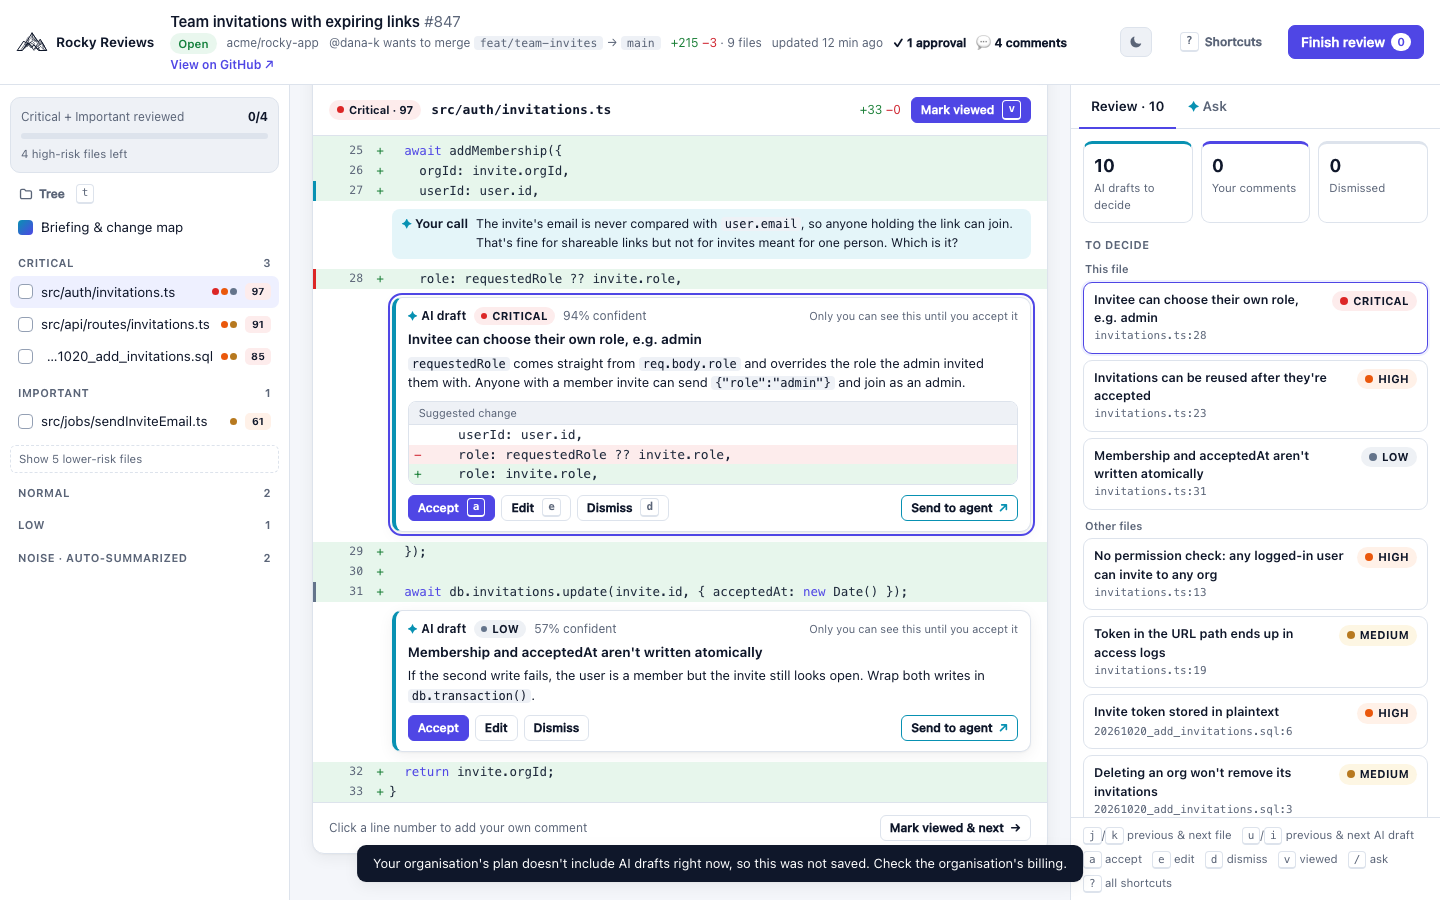 Rocky Reviews
Team invitations with expiring links #847
Open acme/rocky-app @dana-k wants to merge feat/team-invites → main +215 −3 · 9 files updated 12 min ago ✓ 1 approval 💬 4 comments
View on GitHub ↗
? Shortcuts
Finish review 0
Critical + Important reviewed 0/4
4 high-risk files left
Tree t
Briefing & change map
CRITICAL 3
src/auth/invitations.ts 97
src/api/routes/invitations.ts 91
…1020_add_invitations.sql 85
IMPORTANT 1
src/jobs/sendInviteEmail.ts 61
Show 5 lower-risk files
NORMAL 2
LOW 1
NOISE · AUTO-SUMMARIZED 2
Critical · 97 src/auth/invitations.ts +33 −0 Mark viewed v
25 + await addMembership({
26 + orgId: invite.orgId,
27 + userId: user.id,
✦ Your call The invite's email is never compared with user.email, so anyone holding the link can join.
That's fine for shareable links but not for invites meant for one person. Which is it?
28 + role: requestedRole ?? invite.role,
✦ AI draft CRITICAL 94% confident Only you can see this until you accept it
Invitee can choose their own role, e.g. admin
requestedRole comes straight from req.body.role and overrides the role the admin invited
them with. Anyone with a member invite can send {"role":"admin"} and join as an admin.
Suggested change
userId: user.id,
− role: requestedRole ?? invite.role,
+ role: invite.role,
Accept a Edit e Dismiss d Send to agent ↗
29 + });
30 +
31 + await db.invitations.update(invite.id, { acceptedAt: new Date() });
✦ AI draft LOW 57% confident Only you can see this until you accept it
Membership and acceptedAt aren't written atomically
If the second write fails, the user is a member but the invite still looks open. Wrap both writes in
db.transaction().
Accept Edit Dismiss Send to agent ↗
32 + return invite.orgId;
33 + }
Click a line number to add your own comment Mark viewed & next →
Your organisation's plan doesn't include AI drafts right now, so this was not saved. Check the organisation's billing.
Review · 10 ✦ Ask
10 AI drafts to decide
0 Your comments
0 Dismissed
TO DECIDE
This file
Invitee can choose their own role, CRITICAL
e.g. admin
invitations.ts:28
Invitations can be reused after they're HIGH
accepted
invitations.ts:23
Membership and acceptedAt aren't LOW
written atomically
invitations.ts:31
Other files
No permission check: any logged-in user HIGH
can invite to any org
invitations.ts:13
Token in the URL path ends up in MEDIUM
access logs
invitations.ts:19
Invite token stored in plaintext HIGH
20261020_add_invitations.sql:6
Deleting an org won't remove its MEDIUM
invitations
20261020_add_invitations.sql:3
j / k previous & next file u / i previous & next AI draft
a accept e edit d dismiss v viewed / ask
? all shortcuts